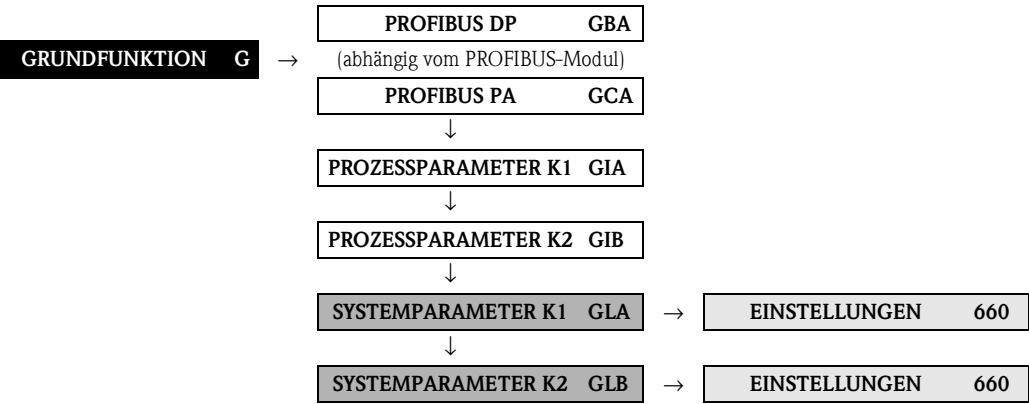 PROFIBUS DP GBA
GRUNDFUNKTION G → (abhängig vom PROFIBUS-Modul)
PROFIBUS PA GCA
↓
PROZESSPARAMETER K1 GIA
↓
PROZESSPARAMETER K2 GIB
↓
SYSTEMPARAMETER K1 GLA → EINSTELLUNGEN 660
↓
SYSTEMPARAMETER K2 GLB → EINSTELLUNGEN 660